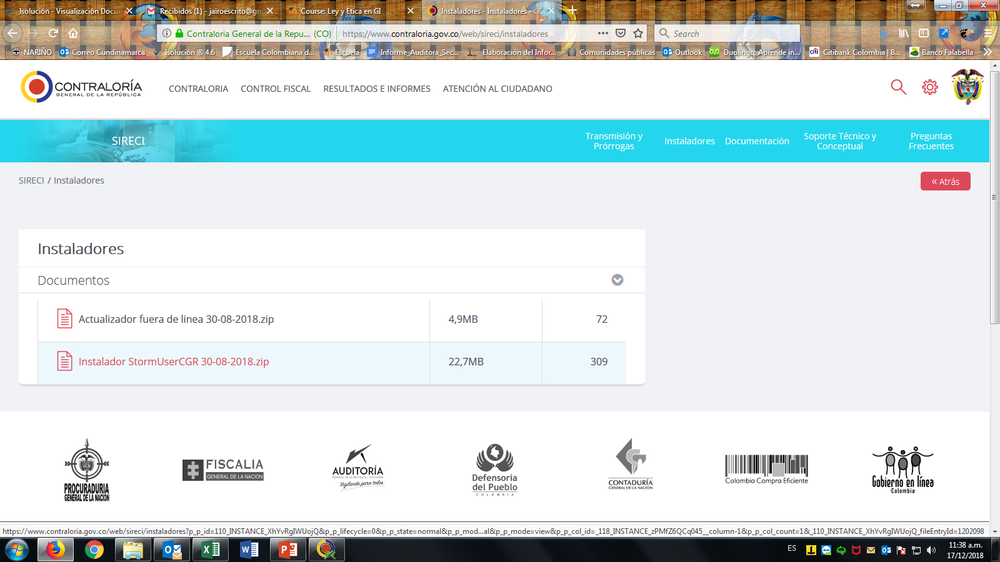 Isolución - Visualización Docun
Recibidos (1) - jairoescrito@gn
Course: Ley y Etica en GI
Instaladores - Instaladores - CO
Contraloria General de la Repu... (CO)
https://www.contraloria.gov.co/web/sireci/instaladores
Search
NARIÑO
Correo Cundinamarca
Isolución ® 4.6
Escuela Colombiana d...
Escuela
Informe_Auditora_Sec...
Elaboración del Infor...
Comunidades públicas
Outlook
Duolingo: Aprende in...
Citibank Colombia | B...
Banco Falabella
CONTRALORÍA
GENERAL DE LA REPÚBLICA
CONTRALORIA
CONTROL FISCAL
RESULTADOS E INFORMES
ATENCIÓN AL CIUDADANO
SIRECI
Transmisión y
Prórrogas
Instaladores
Documentación
Soporte Técnico y
Conceptual
Preguntas
Frecuentes
SIRECI / Instaladores
« Atrás
Instaladores
Documentos
Actualizador fuera de linea 30-08-2018.zip 4,9MB 72
Instalador StormUserCGR 30-08-2018.zip 22,7MB 309
PROCURADURIA
GENERAL DE LA NACION
FISCALIA
GENERAL DE LA NACION
AUDITORÍA
GENERAL DE LA REPÚBLICA - COLOMBIA
Vigilando para todos
Defensoría
del Pueblo
COLOMBIA
CONTADURÍA
GENERAL DE LA NACIÓN
Colombia Compra Eficiente
Gobierno en línea
·Colombia·
https://www.contraloria.gov.co/web/sireci/instaladores?p_p_id=110_INSTANCE_XhYvRgIWUojQ&p_p_lifecycle=0&p_p_state=normal&p_p_mod...al&p_p_mode=view&p_p_col_id=_118_INSTANCE_zPMfZ6QCq045__column-1&p_p_col_count=1&_110_INSTANCE_XhYvRgIWUojQ_fileEntryId=1202098
ES
11:38 a.m.
17/12/2018